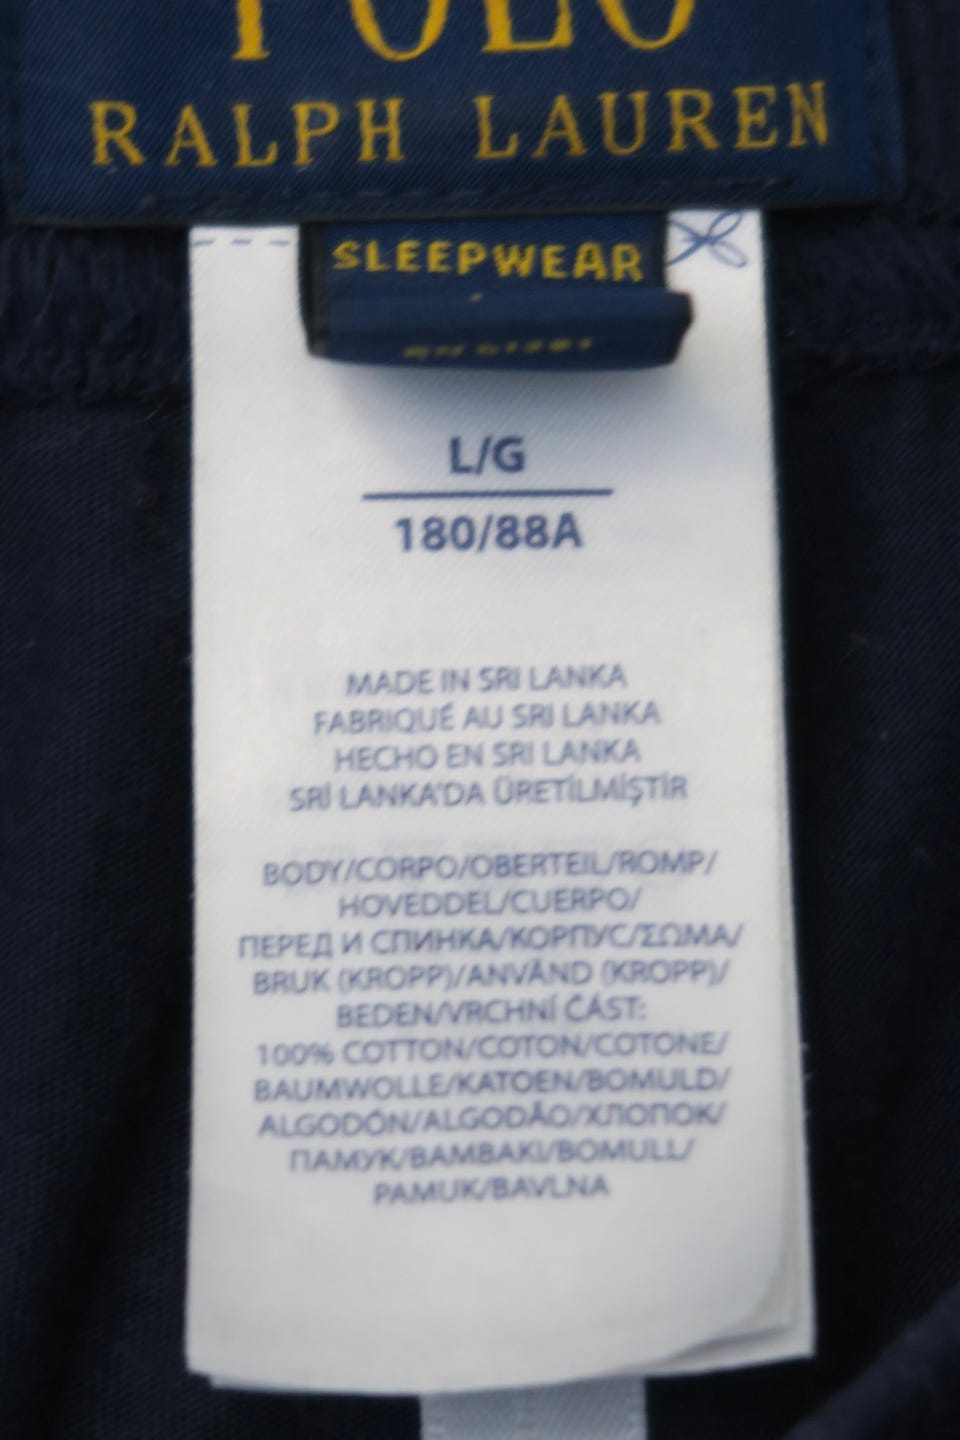 POLO
RALPH LAUREN
SLEEPWEAR
L/G
180/88A
MADE IN SRI LANKA
FABRIQUÉ AU SRI LANKA
HECHO EN SRI LANKA
SRİ LANKA'DA ÜRETİLMİŞTİR
BODY/CORPO/OBERTEIL/ROMP/
HOVEDDEL/CUERPO/
ПЕРЕД И СПИНКА/КОРПУС/ΣΩΜΑ/
BRUK (KROPP)/ANVÄND (KROPP)/
BEDEN/VRCHNÍ ČÁST:
100% COTTON/COTON/COTONE/
BAUMWOLLE/KATOEN/BOMULD/
ALGODÓN/ALGODÃO/ХЛОПОК/
ПАМУК/BAMBAKI/BOMULL/
PAMUK/BAVLNA